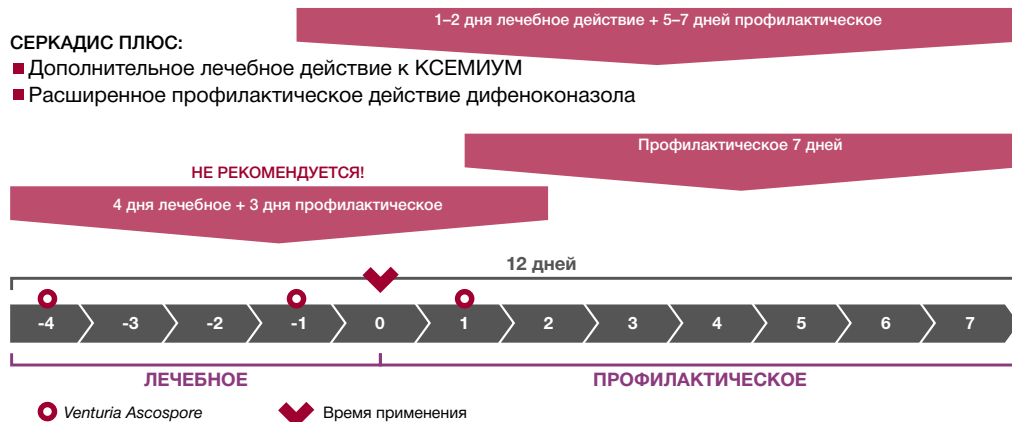 1–2 дня лечебное действие + 5–7 дней профилактическое
СЕРКАДИС ПЛЮС:
Дополнительное лечебное действие к КСЕМИУМ
Расширенное профилактическое действие дифеноконазола
Профилактическое 7 дней
НЕ РЕКОМЕНДУЕТСЯ!
4 дня лечебное + 3 дня профилактическое
12 дней
-4 -3 -2 -1 0 1 2 3 4 5 6 7
ЛЕЧЕБНОЕ ПРОФИЛАКТИЧЕСКОЕ
Venturia Ascospore Время применения